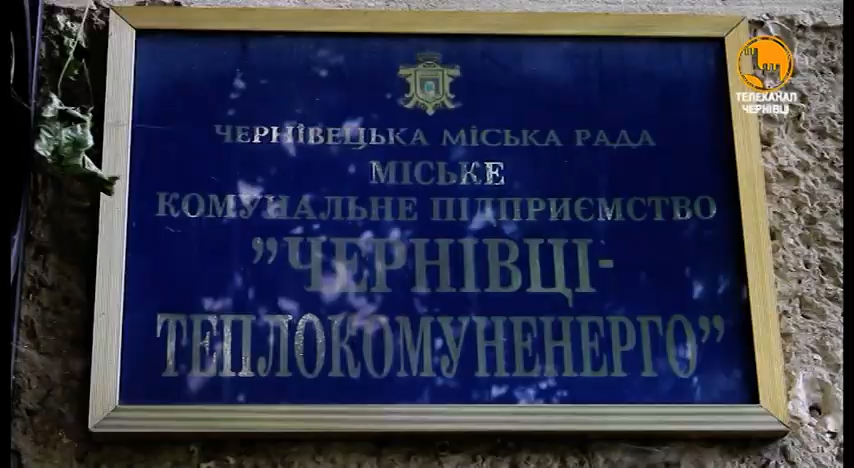 ЧЕРНІВЕЦЬКА МІСЬКА РАДА
МІСЬКЕ
КОМУНАЛЬНЕ ПІДПРИЄМСТВО
”ЧЕРНІВЦІ-
ТЕПЛОКОМУНЕНЕРГО”
ТЕЛЕКАНАЛ
ЧЕРНІВЦІ